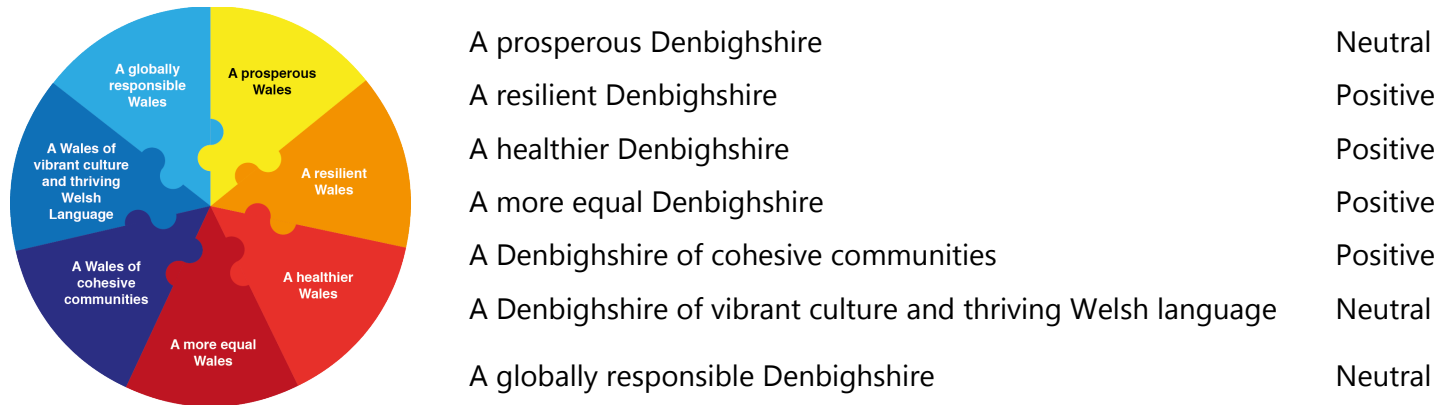 A globally
responsible
Wales
A prosperous
Wales
A resilient
Wales
A healthier
Wales
A more equal
Wales
A Wales of
cohesive
communities
A Wales of
vibrant culture
and thriving
Welsh
Language
A prosperous Denbighshire Neutral
A resilient Denbighshire Positive
A healthier Denbighshire Positive
A more equal Denbighshire Positive
A Denbighshire of cohesive communities Positive
A Denbighshire of vibrant culture and thriving Welsh language Neutral
A globally responsible Denbighshire Neutral